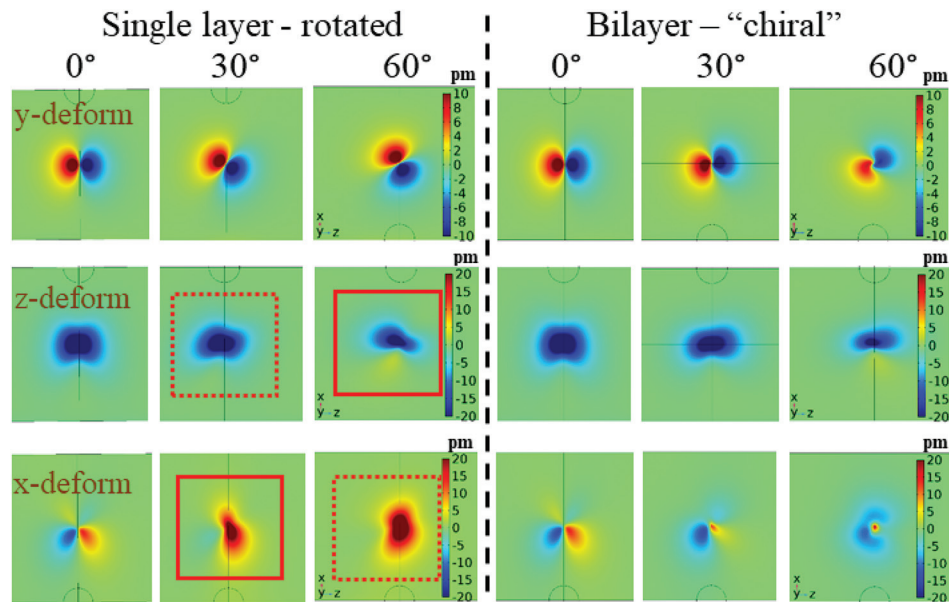 Single layer - rotated
Bilayer – “chiral”
0°
30°
60°
pm
0°
30°
60°
pm
y-deform
10
8
6
4
2
0
-2
-4
-6
-8
-10
x
y
z
10
8
6
4
2
0
-2
-4
-6
-8
-10
x
y
z
pm
pm
z-deform
20
15
10
5
0
-5
-10
-15
-20
x
y
z
20
15
10
5
0
-5
-10
-15
-20
x
y
z
pm
pm
x-deform
20
15
10
5
0
-5
-10
-15
-20
x
y
z
20
15
10
5
0
-5
-10
-15
-20
x
y
z